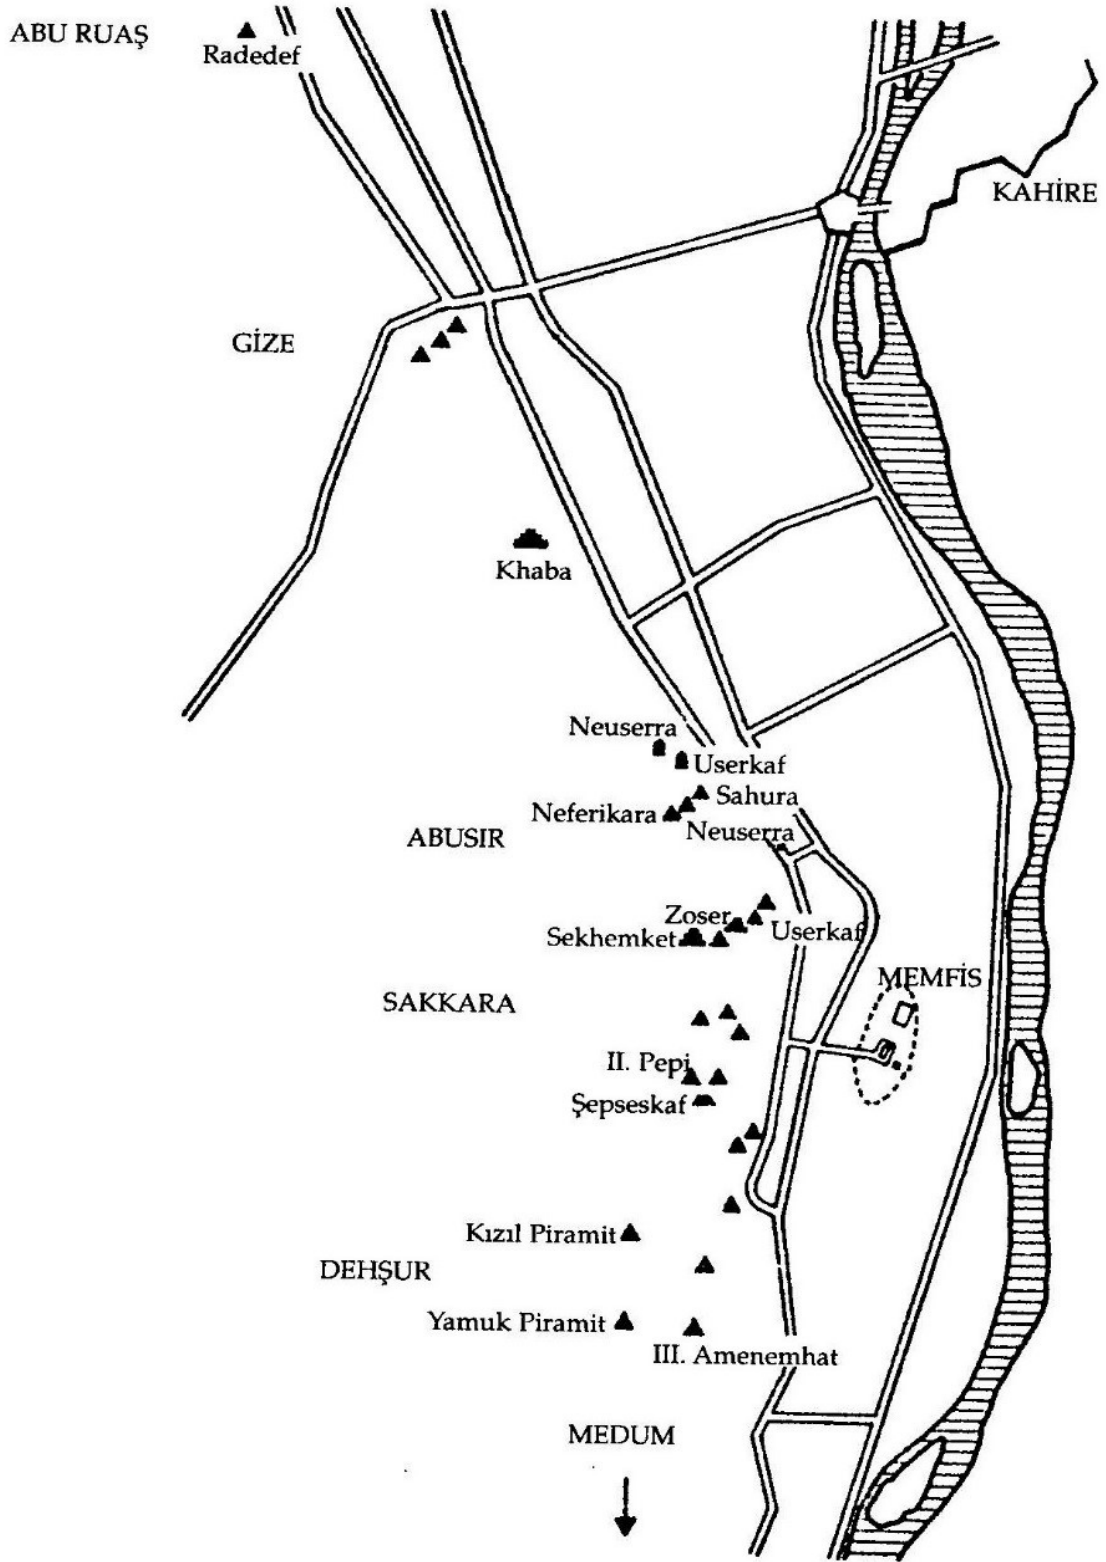 ABU RUAŞ
Radedef
KAHİRE
GİZE
Khaba
Neuserra
Userkaf
Sahura
Neferikara
Neuserra
ABUSIR
Zoser
Userkaf
Sekhemket
MEMFİS
SAKKARA
II. Pepi
Şepseskaf
Kızıl Piramit
DEHŞUR
Yamuk Piramit
III. Amenemhat
MEDUM